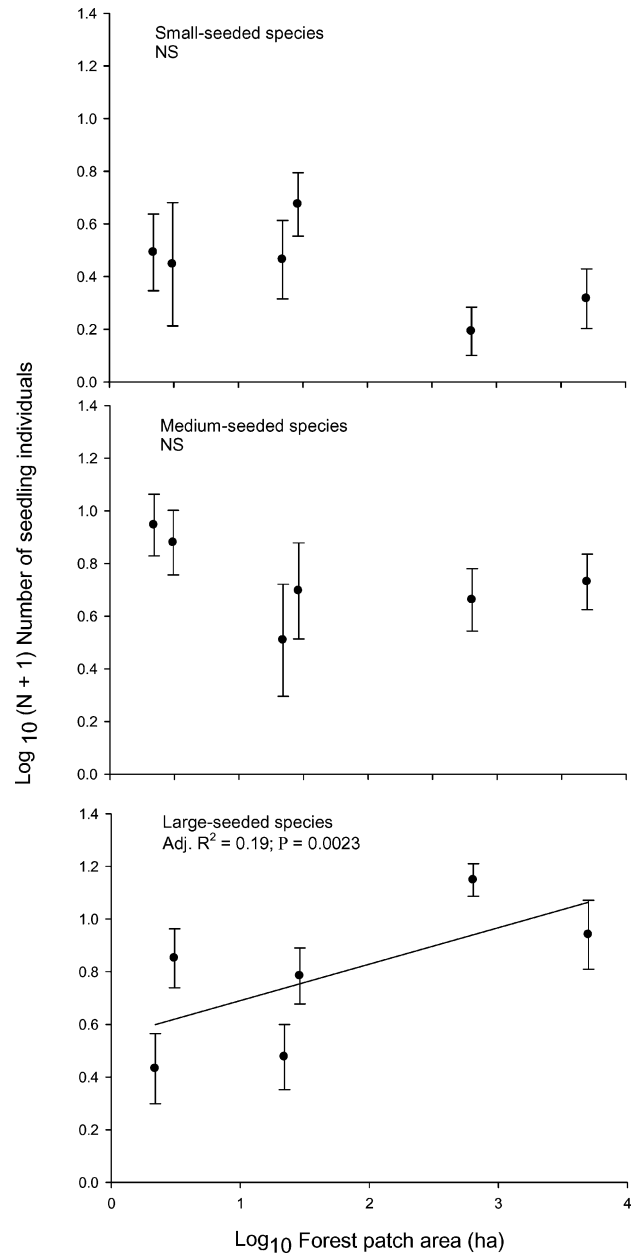 1.4
Small-seeded species
NS
1.2
1.0
0.8
0.6
0.4
0.2
0.0
1.4
Medium-seeded species
NS
1.2
1.0
0.8
0.6
0.4
0.2
0.0
Log 10 (N + 1) Number of seedling individuals
1.4
Large-seeded species
Adj. R² = 0.19; P = 0.0023
1.2
1.0
0.8
0.6
0.4
0.2
0.0
0 1 2 3 4
Log10 Forest patch area (ha)